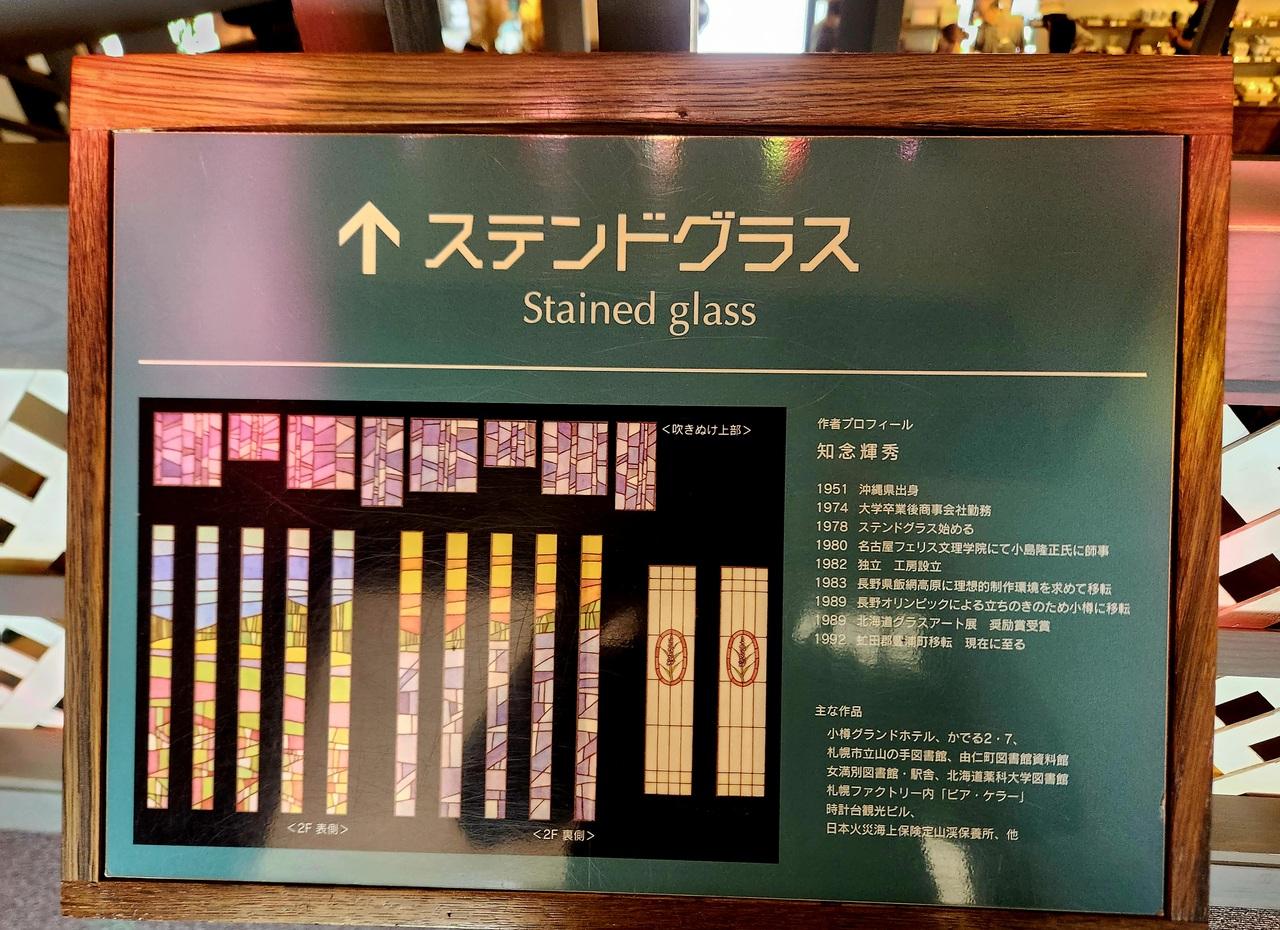 ↑ステンドグラス
Stained glass
<吹きぬけ上部>
<2F 表側>
<2F 裏側>
作者プロフィール
知念輝秀
1951 沖縄県出身
1974 大学卒業後商事会社勤務
1978 ステンドグラス始める
1980 名古屋フェリス文理学院にて小島隆正氏に師事
1982 独立 工房設立
1983 長野県飯綱高原に理想的制作環境を求めて移転
1989 長野オリンピックによる立ちのきのため小樽に移転
1989 北海道グラスアート展 奨励賞受賞
1992 虻田郡豊浦町移転 現在に至る
主な作品
小樽グランドホテル、かでる2・7、
札幌市立山の手図書館、由仁町図書館資料館
女満別図書館・駅舎、北海道薬科大学図書館
札幌ファクトリー内「ビア・ケラー」
時計台観光ビル、
日本火災海上保険定山渓保養所、他